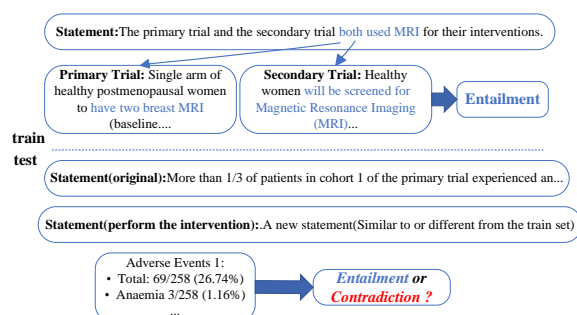 Statement:The primary trial and the secondary trial both used MRI for their interventions.
Primary Trial: Single arm of
healthy postmenopausal women
to have two breast MRI
(baseline....
Secondary Trial: Healthy
women will be screened for
Magnetic Resonance Imaging
(MRI)...
Entailment
train
test
Statement(original):More than 1/3 of patients in cohort 1 of the primary trial experienced an...
Statement(perform the intervention):.A new statement(Similar to or different from the train set)
Adverse Events 1:
• Total: 69/258 (26.74%)
• Anaemia 3/258 (1.16%)
...
Entailment or
Contradiction ?